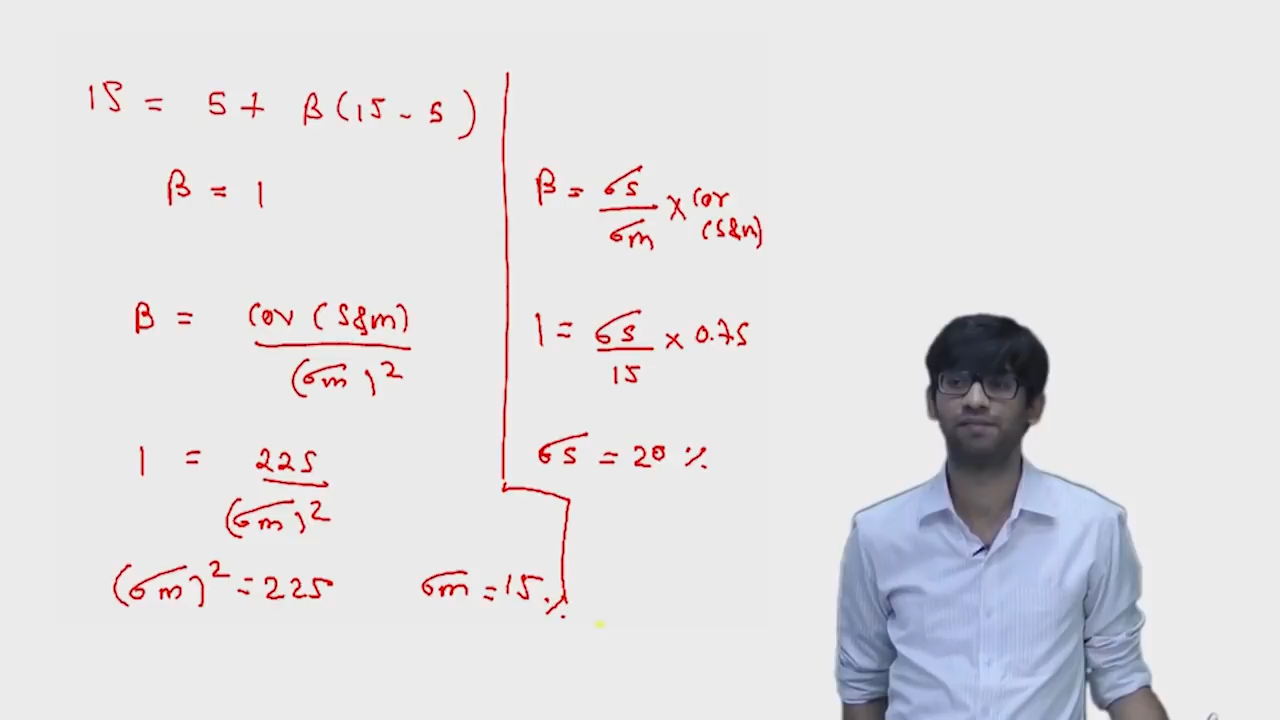 15 = 5 + β (15 - 5)
β = 1
β = cov (S&m) / (σm)²
1 = 225 / (σm)²
(σm)² = 225 σm = 15%
β = σs / σm × cor (S&m)
1 = σs / 15 × 0.75
σs = 20 %